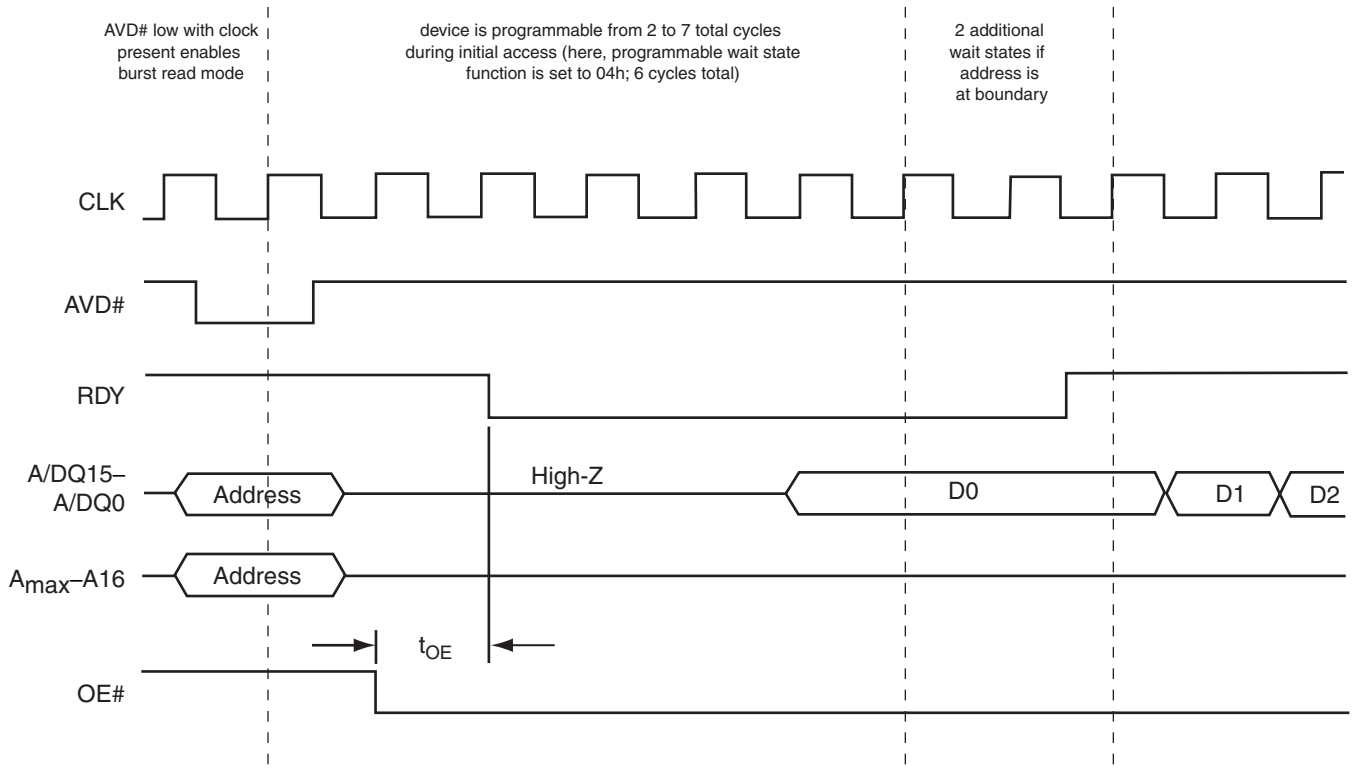 AVD# low with clock
present enables
burst read mode
device is programmable from 2 to 7 total cycles
during initial access (here, programmable wait state
function is set to 04h; 6 cycles total)
2 additional
wait states if
address is
at boundary
CLK
AVD#
RDY
A/DQ15–
A/DQ0
Address
High-Z
D0
D1
D2
Amax–A16
Address
tOE
OE#